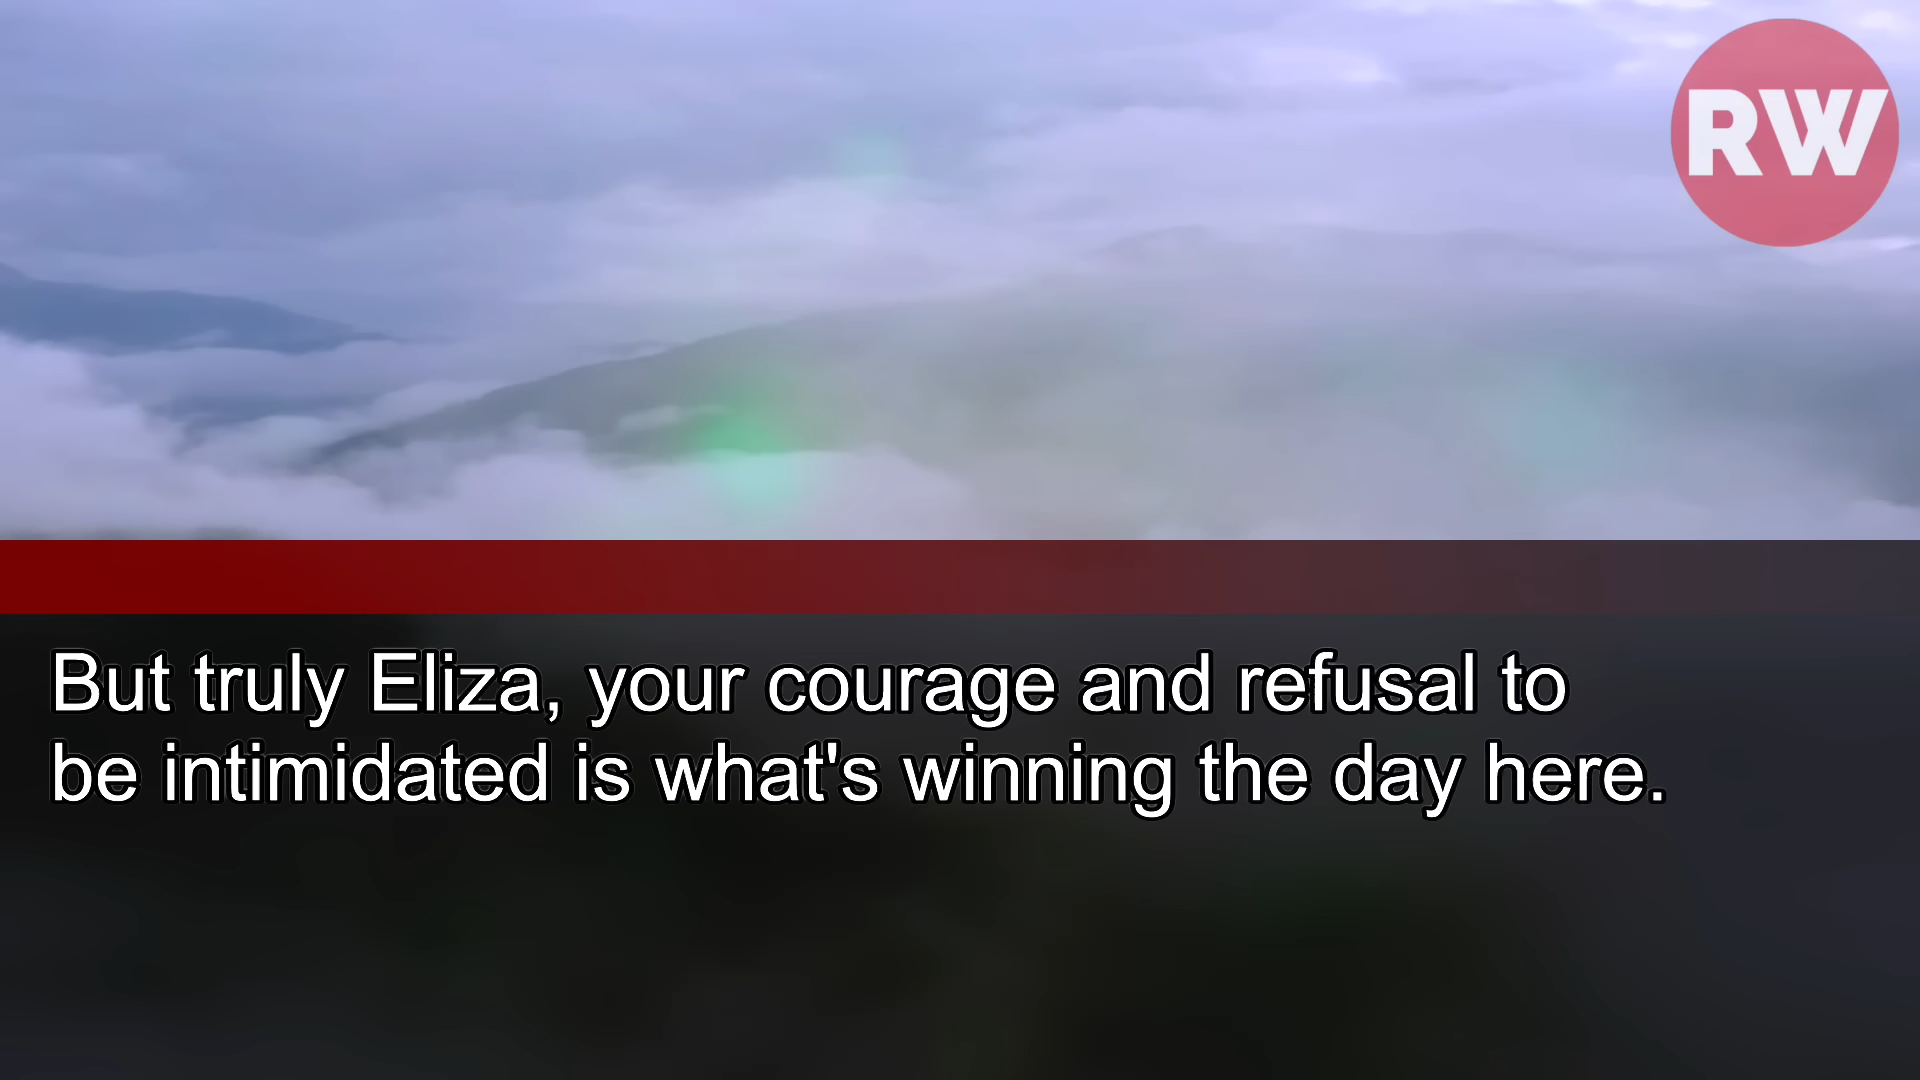 RW
But truly Eliza, your courage and refusal to
be intimidated is what's winning the day here.